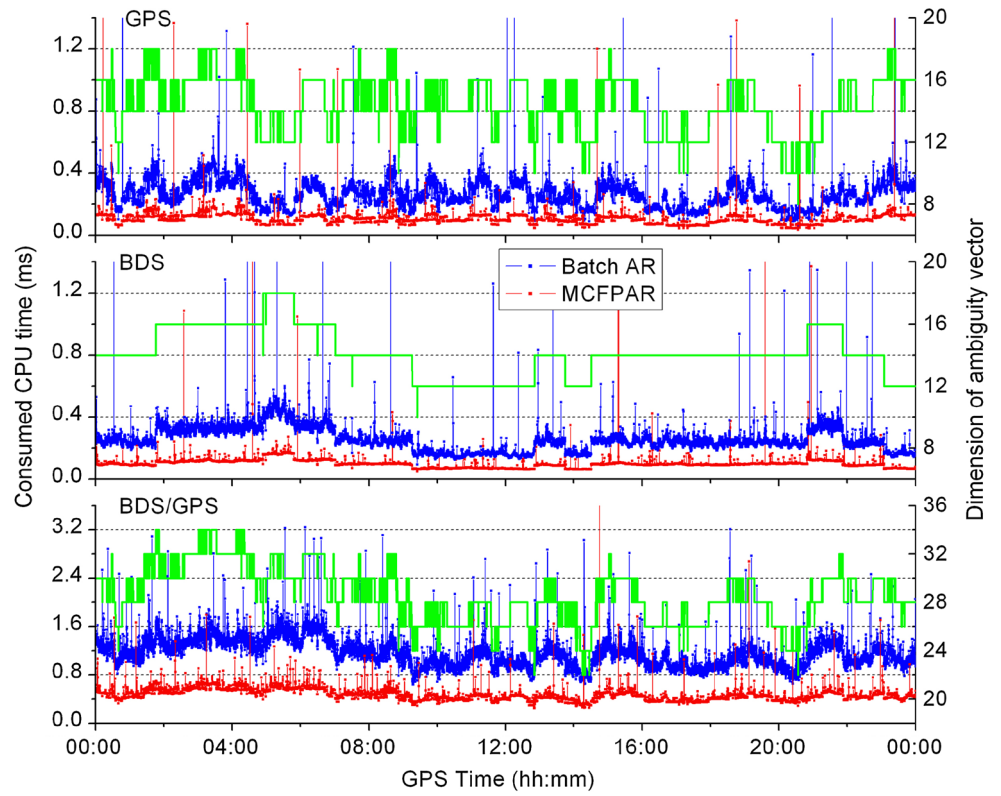 GPS
20
1.2
16
0.8
12
0.4
8
0.0
BDS
20
Batch AR
MCFPAR
1.2
16
0.8
12
0.4
8
0.0
BDS/GPS
36
3.2
32
2.4
28
1.6
24
0.8
20
0.0
Consumed CPU time (ms)
Dimension of ambiguity vector
00:00 04:00 08:00 12:00 16:00 20:00 00:00
GPS Time (hh:mm)